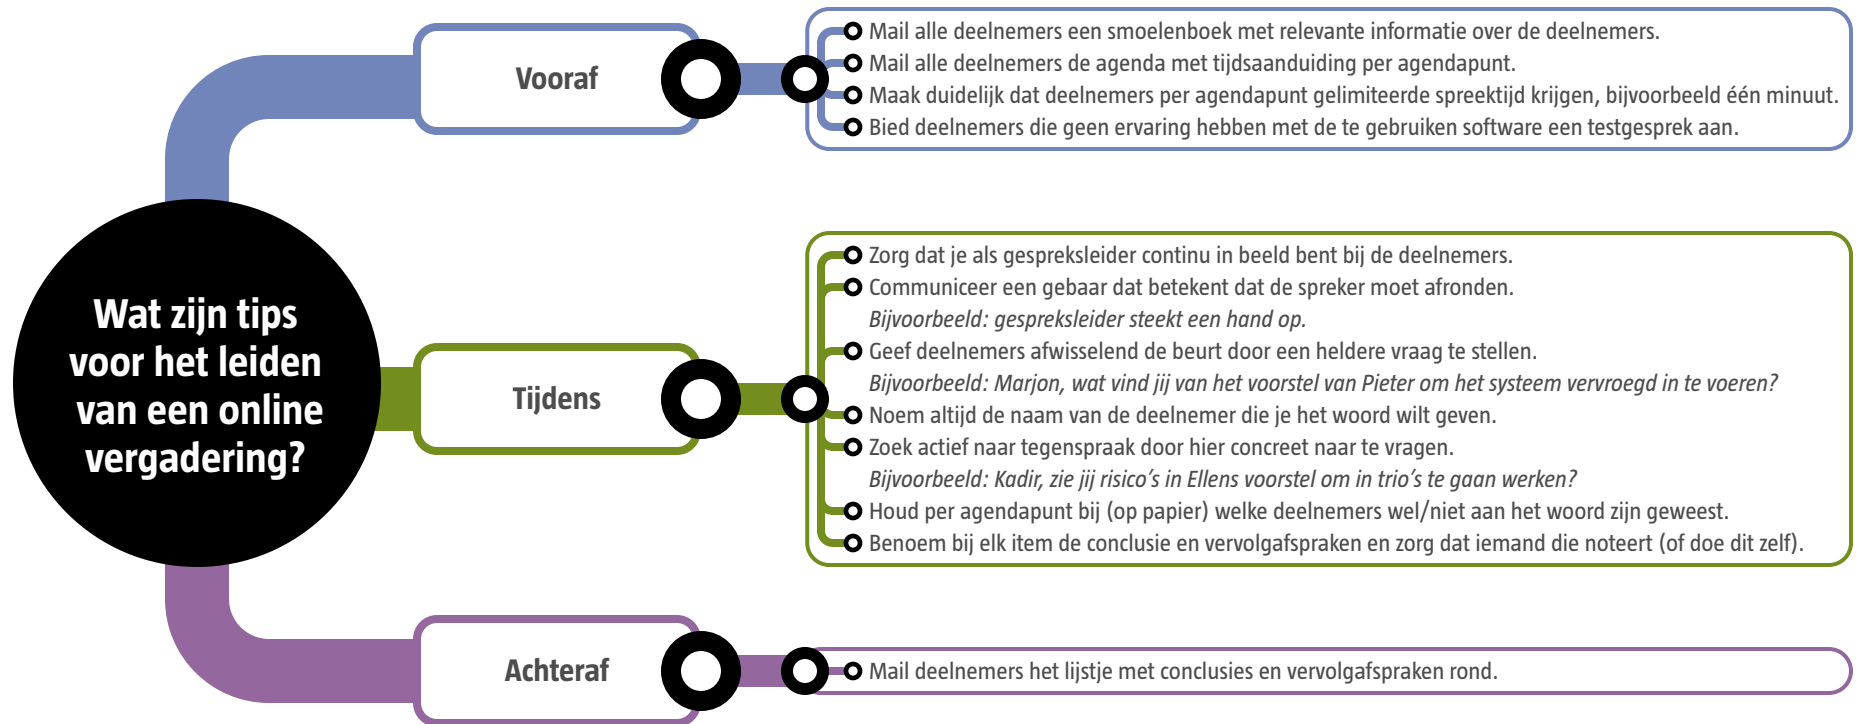 Wat zijn tips
voor het leiden
van een online
vergadering?
Vooraf
Mail alle deelnemers een smoelenboek met relevante informatie over de deelnemers.
Mail alle deelnemers de agenda met tijdsaanduiding per agendapunt.
Maak duidelijk dat deelnemers per agendapunt gelimiteerde spreektijd krijgen, bijvoorbeeld één minuut.
Bied deelnemers die geen ervaring hebben met de te gebruiken software een testgesprek aan.
Tijdens
Zorg dat je als gespreksleider continu in beeld bent bij de deelnemers.
Communiceer een gebaar dat betekent dat de spreker moet afronden.
Bijvoorbeeld: gespreksleider steekt een hand op.
Geef deelnemers afwisselend de beurt door een heldere vraag te stellen.
Bijvoorbeeld: Marjon, wat vind jij van het voorstel van Pieter om het systeem vervroegd in te voeren?
Noem altijd de naam van de deelnemer die je het woord wilt geven.
Zoek actief naar tegenspraak door hier concreet naar te vragen.
Bijvoorbeeld: Kadir, zie jij risico’s in Ellens voorstel om in trio’s te gaan werken?
Houd per agendapunt bij (op papier) welke deelnemers wel/niet aan het woord zijn geweest.
Benoem bij elk item de conclusie en vervolgafspraken en zorg dat iemand die noteert (of doe dit zelf).
Achteraf
Mail deelnemers het lijstje met conclusies en vervolgafspraken rond.